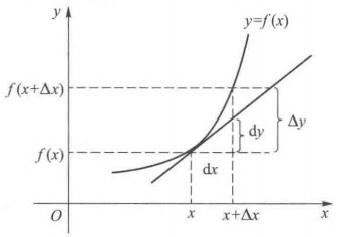 y
y=f(x)
f(x+Δx)
Δy
dy
f(x)
dx
O
x
x+Δx
x